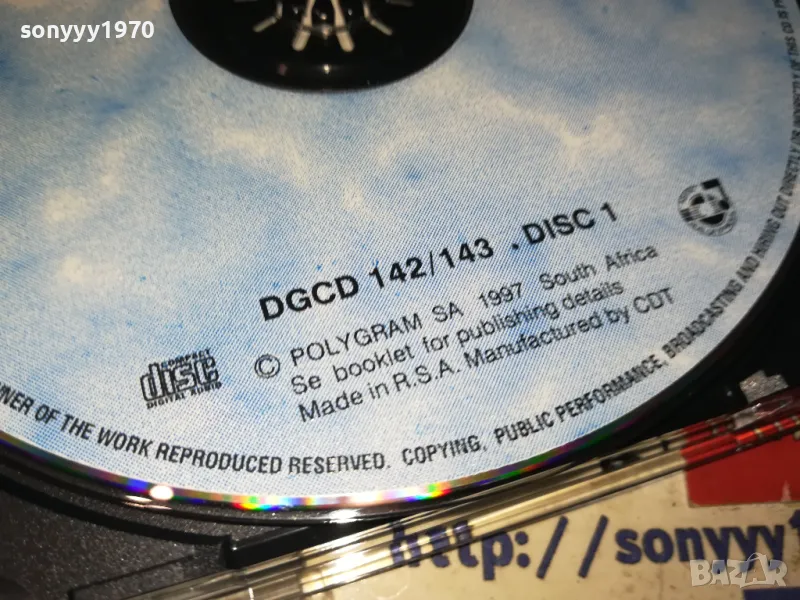 sonyyy1970
DGCD 142/143 . DISC 1
© POLYGRAM SA 1997 South Africa
Se booklet for publishing details
Made in R.S.A. Manufactured by CDT
COMPACT
disc
DIGITAL AUDIO
OF THE WORK REPRODUCED RESERVED. COPYING, PUBLIC PERFORMANCE, BROADCASTING AND HIRING OUT DIRECTLY
http://sonyyy1
BAZAR